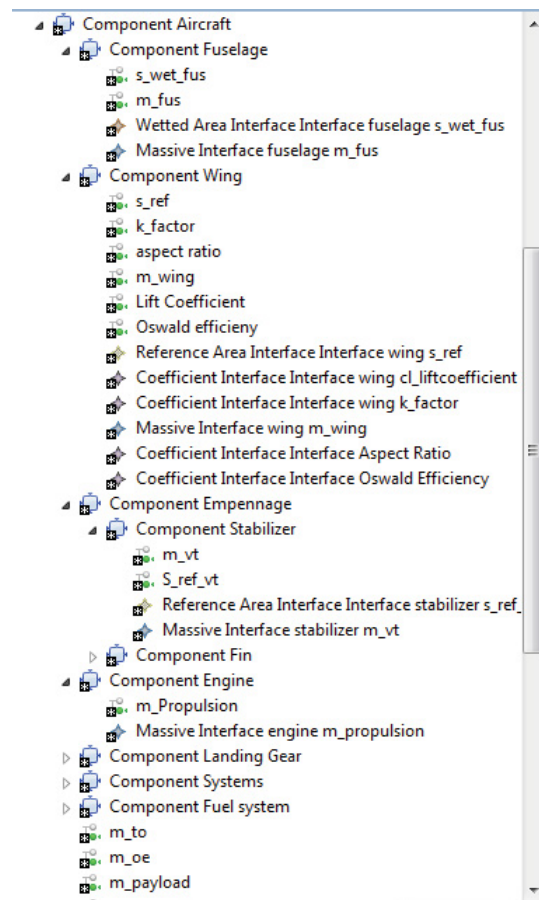 Component Aircraft
Component Fuselage
s_wet_fus
m_fus
Wetted Area Interface Interface fuselage s_wet_fus
Massive Interface fuselage m_fus
Component Wing
s_ref
k_factor
aspect ratio
m_wing
Lift Coefficient
Oswald efficieny
Reference Area Interface Interface wing s_ref
Coefficient Interface Interface wing cl_liftcoefficient
Coefficient Interface Interface wing k_factor
Massive Interface wing m_wing
Coefficient Interface Interface Aspect Ratio
Coefficient Interface Interface Oswald Efficiency
Component Empennage
Component Stabilizer
m_vt
S_ref_vt
Reference Area Interface Interface stabilizer s_ref_
Massive Interface stabilizer m_vt
Component Fin
Component Engine
m_Propulsion
Massive Interface engine m_propulsion
Component Landing Gear
Component Systems
Component Fuel system
m_to
m_oe
m_payload